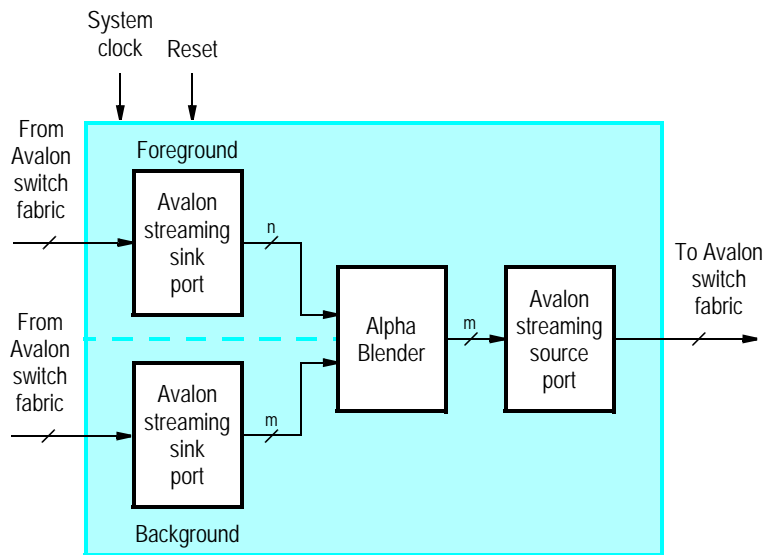 System
clock
Reset
From
Avalon
switch
fabric
Foreground
Avalon
streaming
sink
port
n
From
Avalon
switch
fabric
Avalon
streaming
sink
port
m
Background
Alpha
Blender
m
Avalon
streaming
source
port
To Avalon
switch
fabric